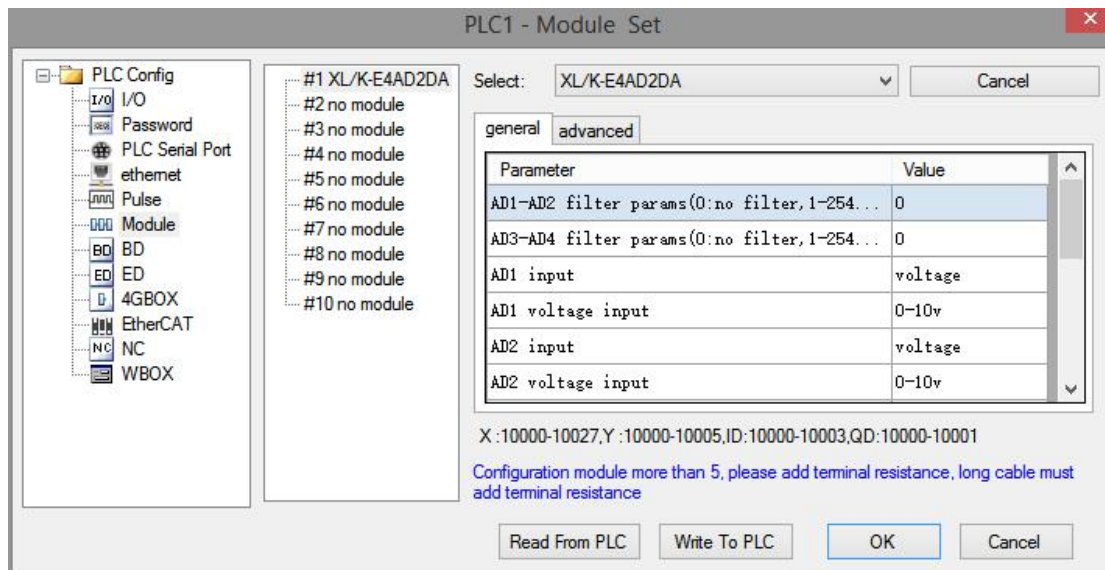 PLC1 - Module Set
PLC Config
I/O I/O
Password
PLC Serial Port
ethernet
Pulse
Module
BD BD
ED ED
4GBOX
EtherCAT
NC NC
WBOX
#1 XL/K-E4AD2DA
#2 no module
#3 no module
#4 no module
#5 no module
#6 no module
#7 no module
#8 no module
#9 no module
#10 no module
Select: XL/K-E4AD2DA Cancel
general advanced
Parameter Value
AD1-AD2 filter params(0:no filter,1-254... 0
AD3-AD4 filter params(0:no filter,1-254... 0
AD1 input voltage
AD1 voltage input 0-10v
AD2 input voltage
AD2 voltage input 0-10v
X :10000-10027,Y :10000-10005,ID:10000-10003,QD:10000-10001
Configuration module more than 5, please add terminal resistance, long cable must
add terminal resistance
Read From PLC Write To PLC OK Cancel